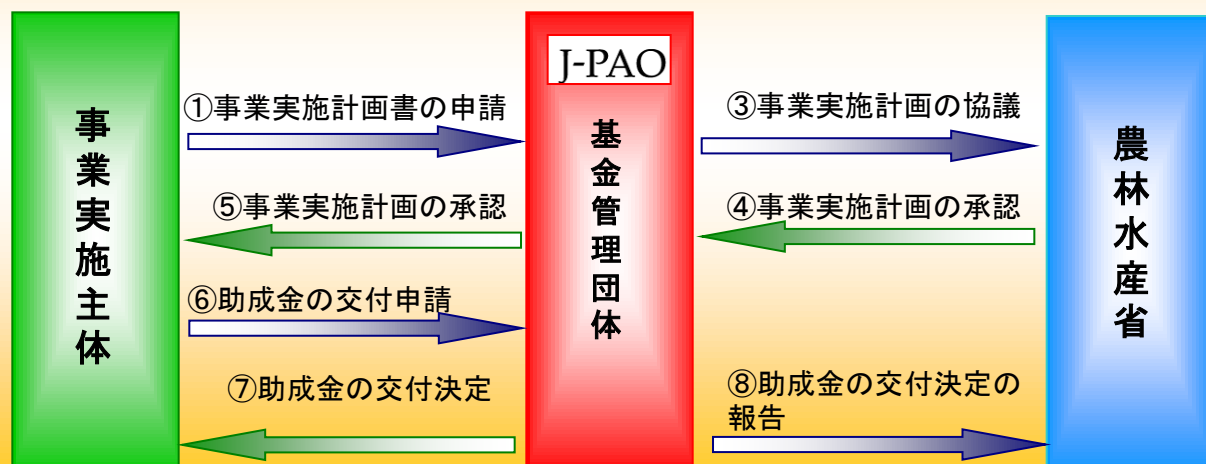 事業実施主体
J-PAO
基金管理団体
農林水産省
①事業実施計画書の申請
③事業実施計画の協議
⑤事業実施計画の承認
④事業実施計画の承認
⑥助成金の交付申請
⑦助成金の交付決定
⑧助成金の交付決定の
報告